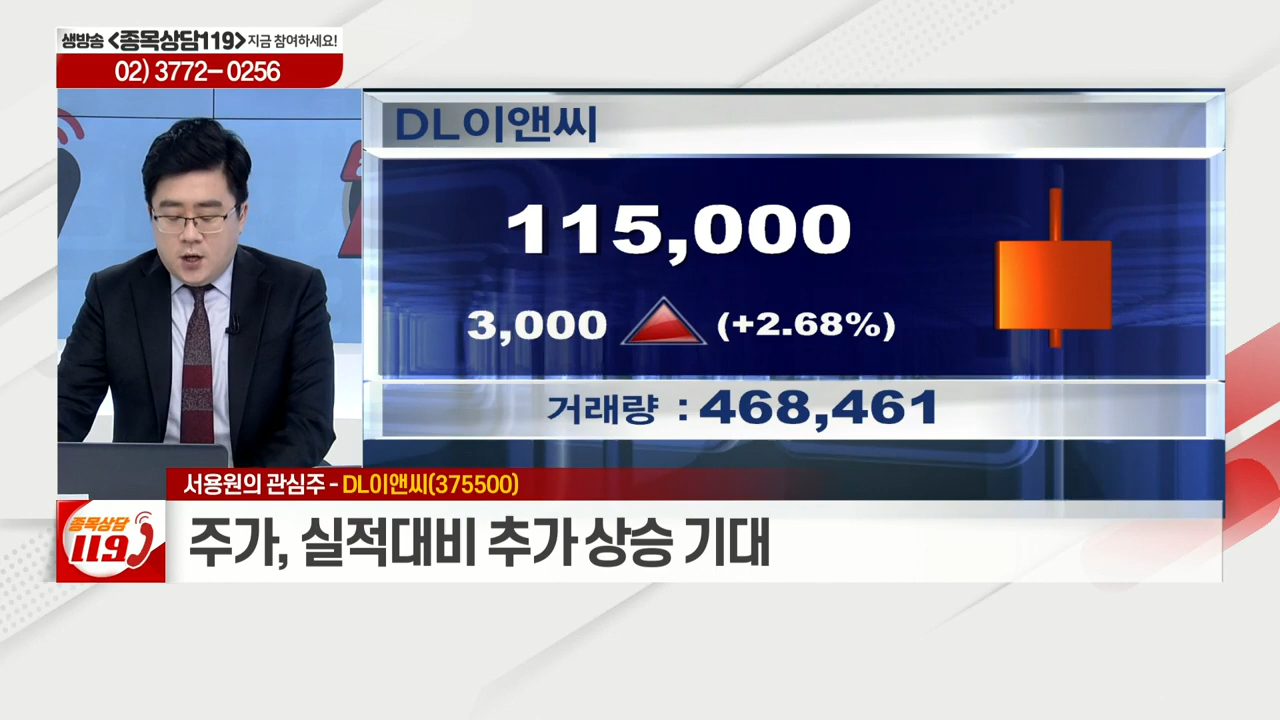 생방송 <종목상담119> 지금 참여하세요!
02) 3772-0256
DL이앤씨
115,000
3,000 ▲ (+2.68%)
거래량 : 468,461
서용원의 관심주 - DL이앤씨(375500)
종목상담
119
주가, 실적대비 추가 상승 기대